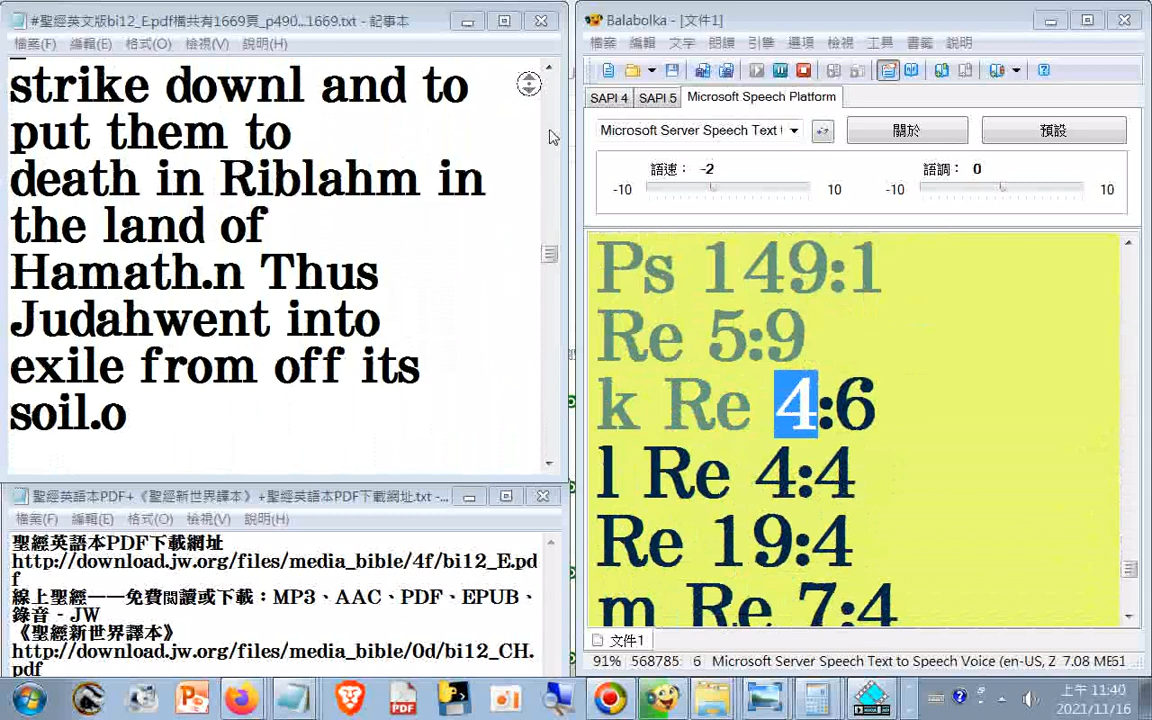 #聖經英文版bi12_E.pdf檔共有1669頁_p490...1669.txt - 記事本
檔案(F) 編輯(E) 格式(O) 檢視(V) 說明(H)
strike downl and to
put them to
death in Riblahm in
the land of
Hamath.n Thus
Judahwent into
exile from off its
soil.o
聖經英語本PDF+《聖經新世界譯本》+聖經英語本PDF下載網址.txt -...
檔案(F) 編輯(E) 格式(O) 檢視(V) 說明(H)
聖經英語本PDF下載網址
http://download.jw.org/files/media_bible/4f/bi12_E.pd
f
線上聖經──免費閱讀或下載：MP3、AAC、PDF、EPUB、
錄音 - JW
《聖經新世界譯本》
http://download.jw.org/files/media_bible/0d/bi12_CH.
pdf
Balabolka - [文件1]
檔案 編輯 文字 朗讀 引擎 選項 檢視 工具 書籤 說明
SAPI 4 SAPI 5 Microsoft Speech Platform
Microsoft Server Speech Text 關於 預設
語速： -2 語調： 0
-10 10 -10 10
Ps 149:1
Re 5:9
k Re 4:6
l Re 4:4
Re 19:4
m Re 7:4
文件1
91% 568785: 6 Microsoft Server Speech Text to Speech Voice (en-US, Z 7.08 ME51
上午 11:40
2021/11/16